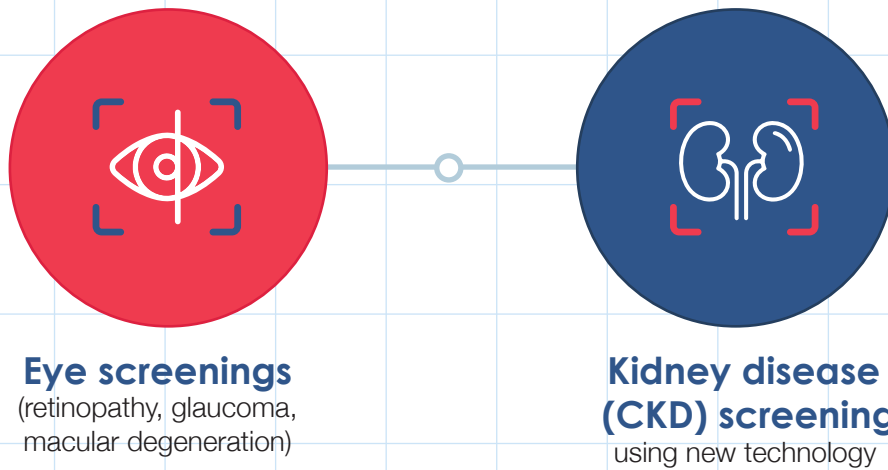 Eye screenings
(retinopathy, glaucoma,
macular degeneration)
Kidney disease
(CKD) screening
using new technology